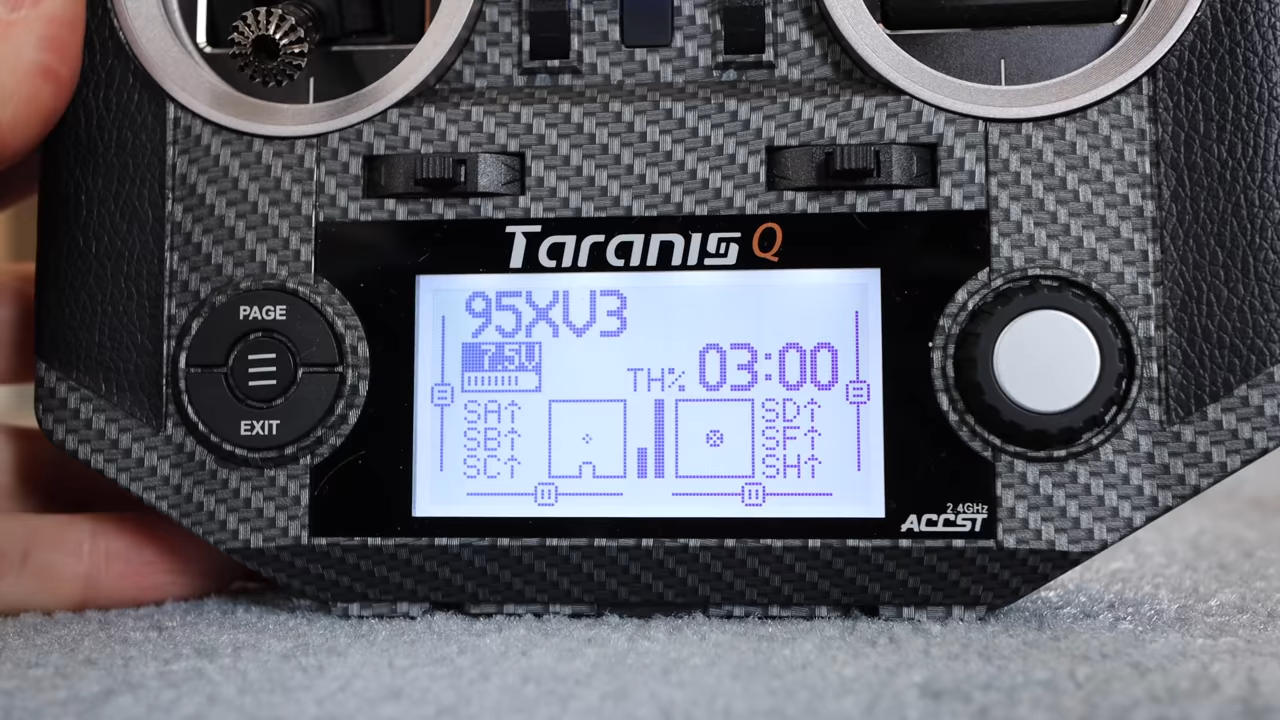 Taranis Q
PAGE
EXIT
95XV3
7.5V
TH% 03:00
SA↑
SB↑
SC↑
SD↑
SF↑
SH↑
2.4GHz
ACCST